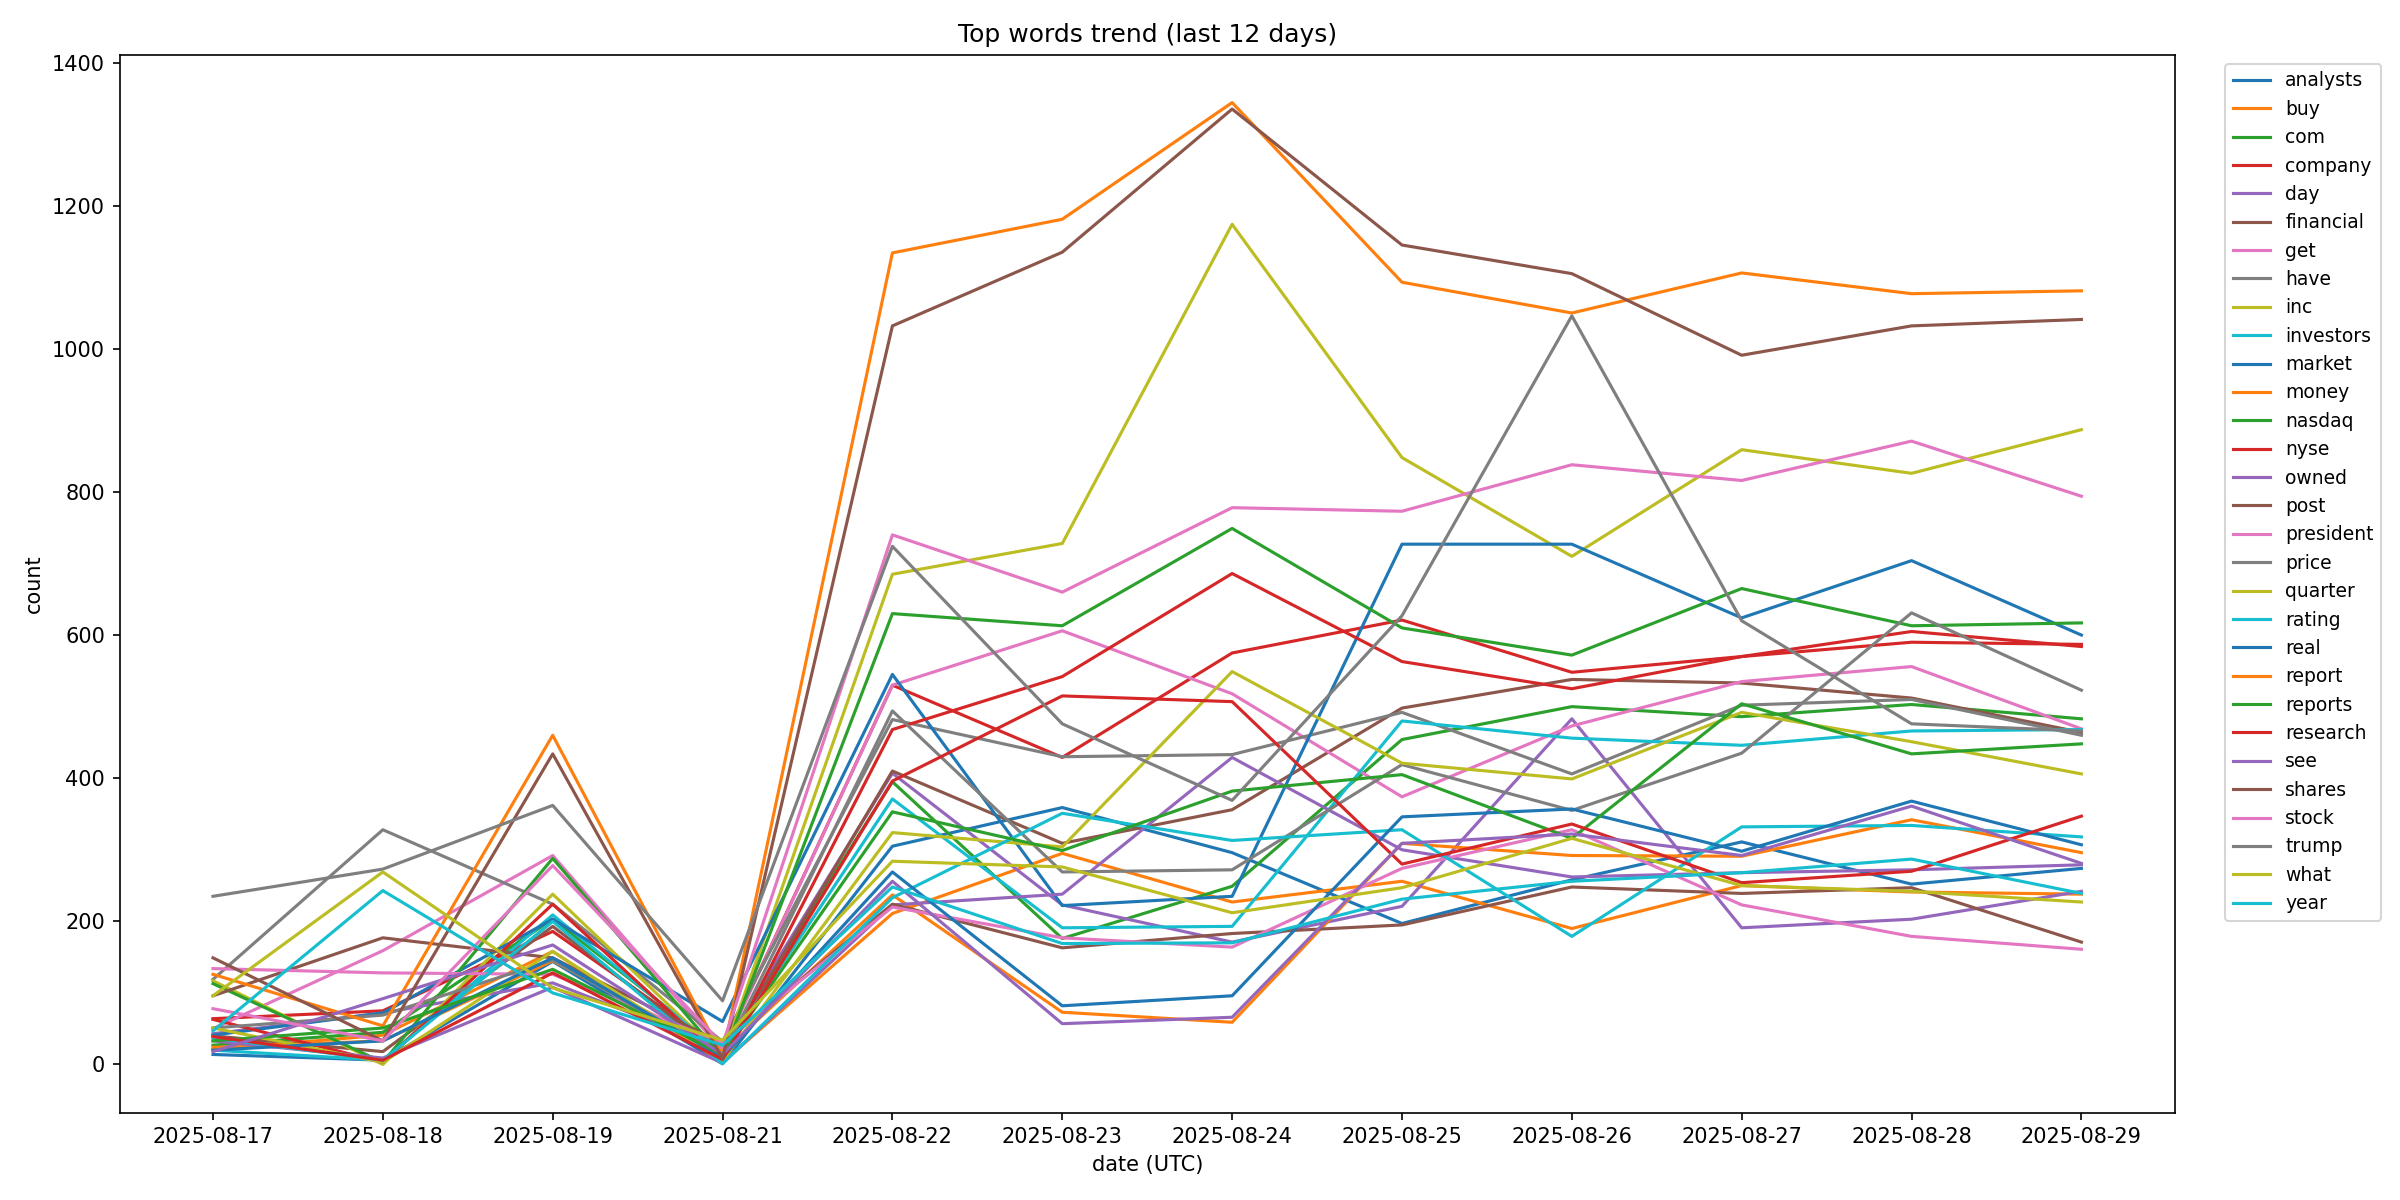 Top words trend (last 12 days)
1400
1200
1000
800
600
400
200
0
count
2025-08-17 2025-08-18 2025-08-19 2025-08-21 2025-08-22 2025-08-23 2025-08-24 2025-08-25 2025-08-26 2025-08-27 2025-08-28 2025-08-29
date (UTC)
analysts
buy
com
company
day
financial
get
have
inc
investors
market
money
nasdaq
nyse
owned
post
president
price
quarter
rating
real
report
reports
research
see
shares
stock
trump
what
year